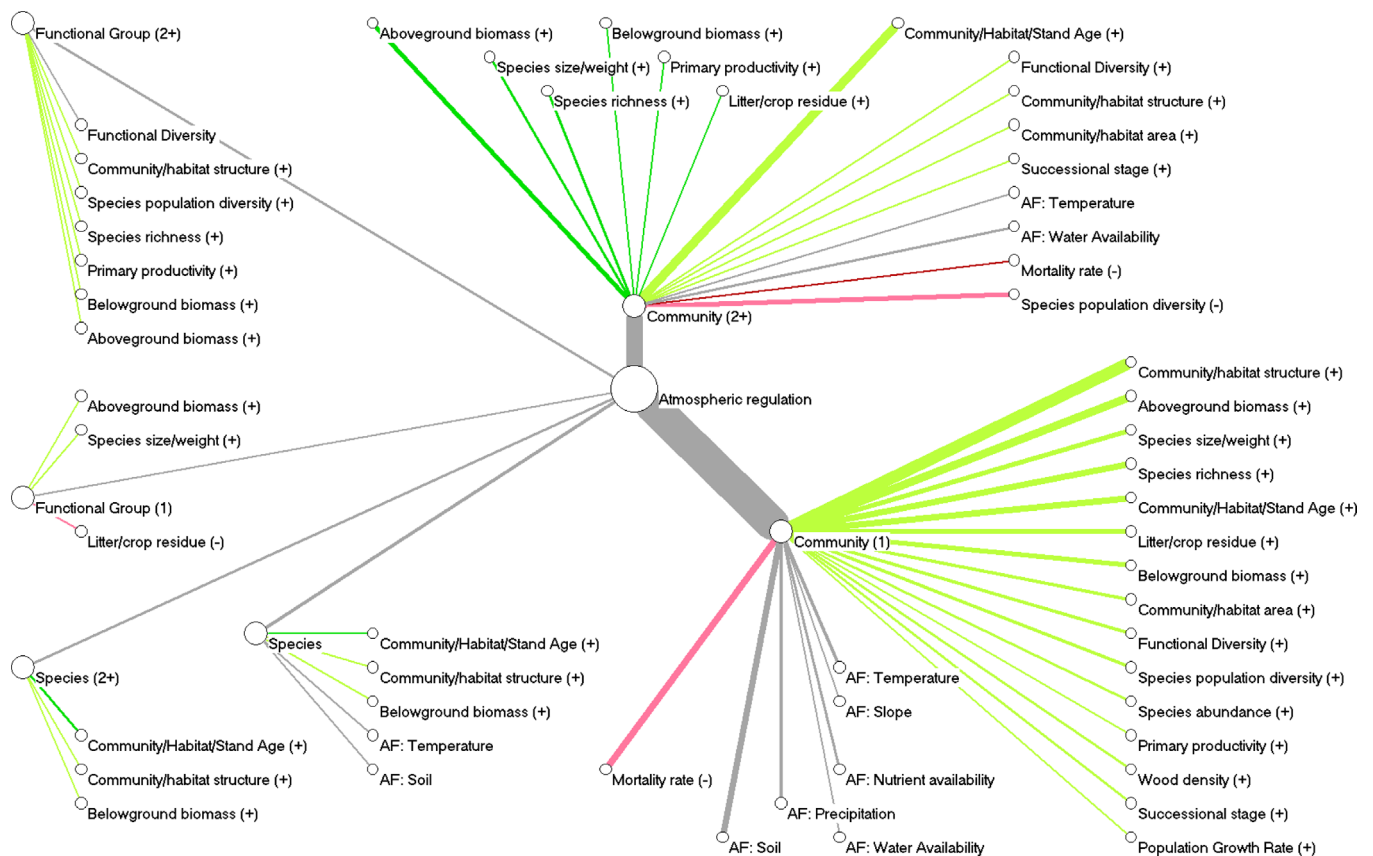 Functional Group (2+)
Functional Diversity
Community/habitat structure (+)
Species population diversity (+)
Species richness (+)
Primary productivity (+)
Belowground biomass (+)
Aboveground biomass (+)
Aboveground biomass (+)
Belowground biomass (+)
Species size/weight (+)
Primary productivity (+)
Species richness (+)
Litter/crop residue (+)
Community/Habitat/Stand Age (+)
Functional Diversity (+)
Community/habitat structure (+)
Community/habitat area (+)
Successional stage (+)
AF: Temperature
AF: Water Availability
Mortality rate (-)
Species population diversity (-)
Community (2+)
Atmospheric regulation
Aboveground biomass (+)
Species size/weight (+)
Functional Group (1)
Litter/crop residue (-)
Community/habitat structure (+)
Aboveground biomass (+)
Species size/weight (+)
Species richness (+)
Community/Habitat/Stand Age (+)
Litter/crop residue (+)
Belowground biomass (+)
Community/habitat area (+)
Functional Diversity (+)
Species population diversity (+)
Species abundance (+)
Primary productivity (+)
Wood density (+)
Successional stage (+)
Population Growth Rate (+)
Community (1)
AF: Temperature
AF: Slope
AF: Nutrient availability
AF: Precipitation
AF: Water Availability
AF: Soil
Mortality rate (-)
Species
Community/Habitat/Stand Age (+)
Community/habitat structure (+)
Belowground biomass (+)
AF: Temperature
AF: Soil
Species (2+)
Community/Habitat/Stand Age (+)
Community/habitat structure (+)
Belowground biomass (+)